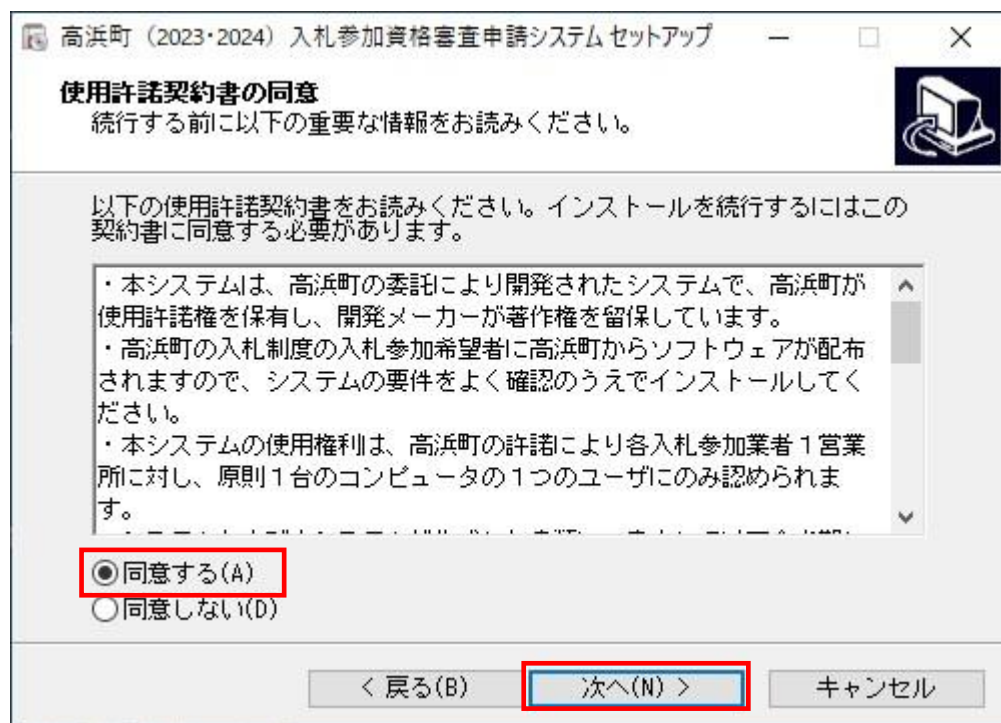 高浜町（2023･2024）入札参加資格審査申請システム セットアップ
使用許諾契約書の同意
続行する前に以下の重要な情報をお読みください。
以下の使用許諾契約書をお読みください。インストールを続行するにはこの
契約書に同意する必要があります。
・本システムは、高浜町の委託により開発されたシステムで、高浜町が
使用許諾権を保有し、開発メーカーが著作権を留保しています。
・高浜町の入札制度の入札参加希望者に高浜町からソフトウェアが配布
されますので、システムの要件をよく確認のうえでインストールしてく
ださい。
・本システムの使用権利は、高浜町の許諾により各入札参加業者１営業
所に対し、原則１台のコンピュータの１つのユーザにのみ認められま
す。
同意する(A)
同意しない(D)
< 戻る(B)
次へ(N) >
キャンセル